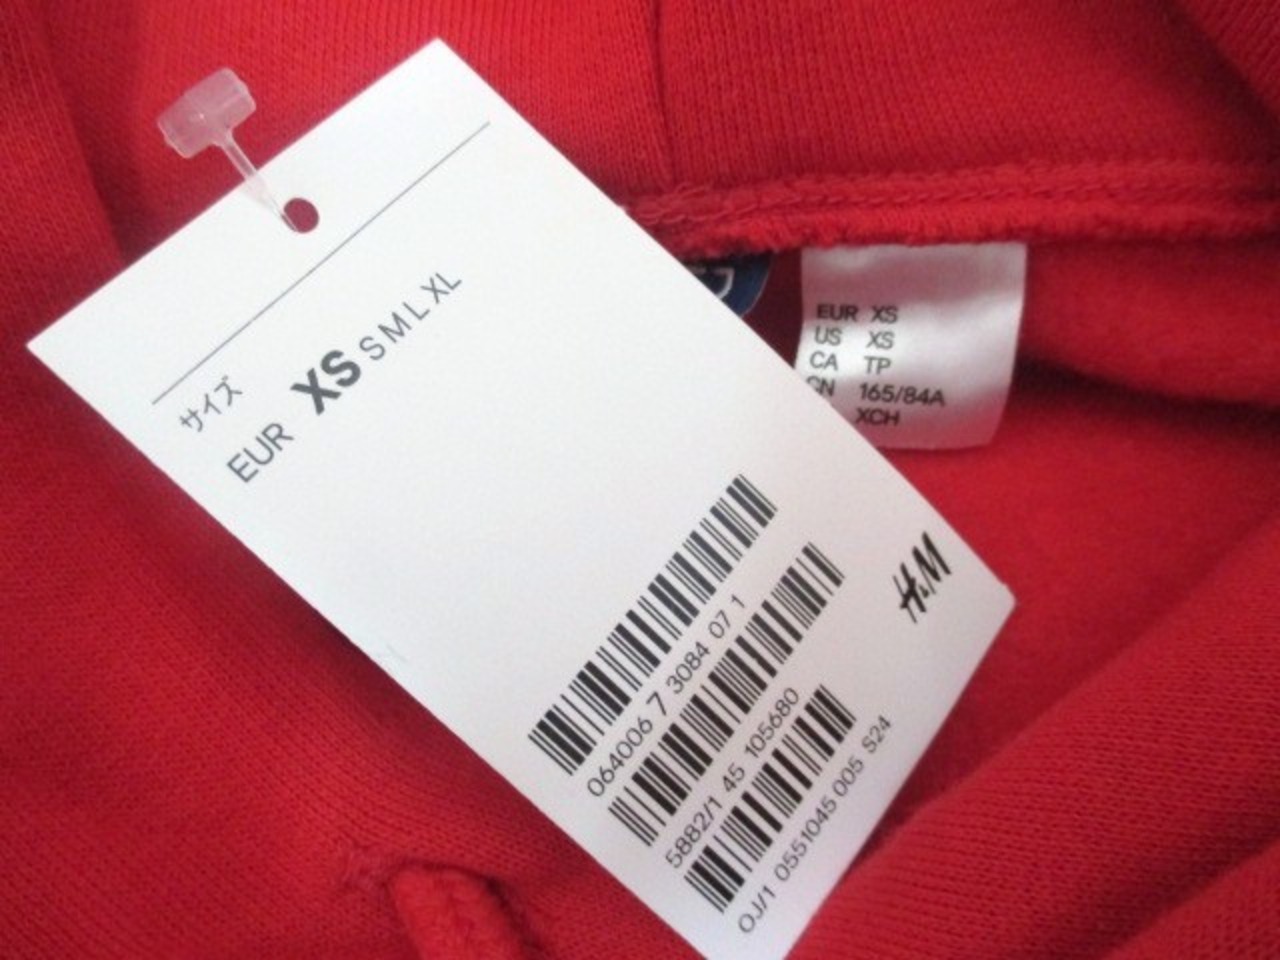 サイズ
EUR XS S M L XL
064006 7 3084 07 1
5882/1 45 105680
OJ/1 0551045 005 S24
H&M
EUR XS
US XS
CA TP
CN 165/84A
XCH